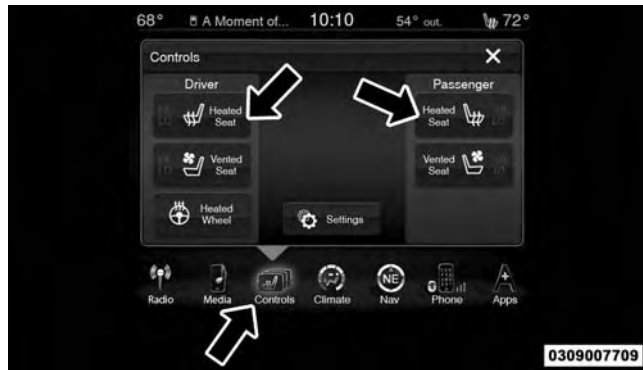 68° A Moment of... 10:10 54° out. 72°
Controls
Driver Passenger
Heated Seat Heated Seat
Vented Seat Vented Seat
Heated Wheel Settings
NE
Radio Media Controls Climate Nav Phone Apps
0309007709